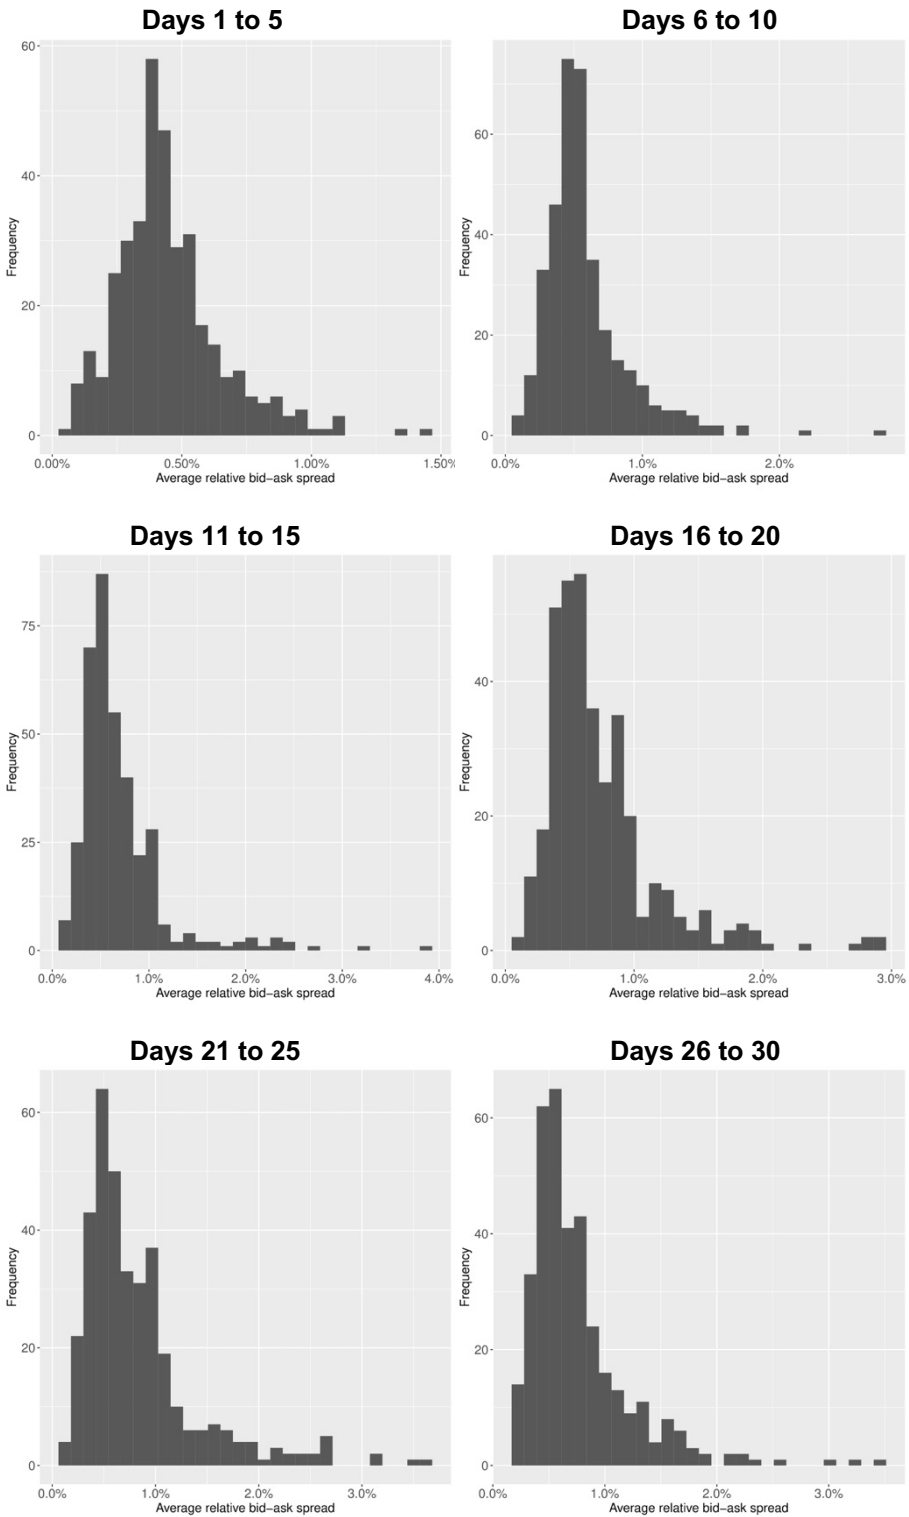 Days 1 to 5
60
40
20
0
Frequency
0.00% 0.50% 1.00% 1.50%
Average relative bid−ask spread
Days 6 to 10
60
40
20
0
Frequency
0.0% 1.0% 2.0%
Average relative bid−ask spread
Days 11 to 15
75
50
25
0
Frequency
0.0% 1.0% 2.0% 3.0% 4.0%
Average relative bid−ask spread
Days 16 to 20
40
20
0
Frequency
0.0% 1.0% 2.0% 3.0%
Average relative bid−ask spread
Days 21 to 25
60
40
20
0
Frequency
0.0% 1.0% 2.0% 3.0%
Average relative bid−ask spread
Days 26 to 30
60
40
20
0
Frequency
0.0% 1.0% 2.0% 3.0%
Average relative bid−ask spread